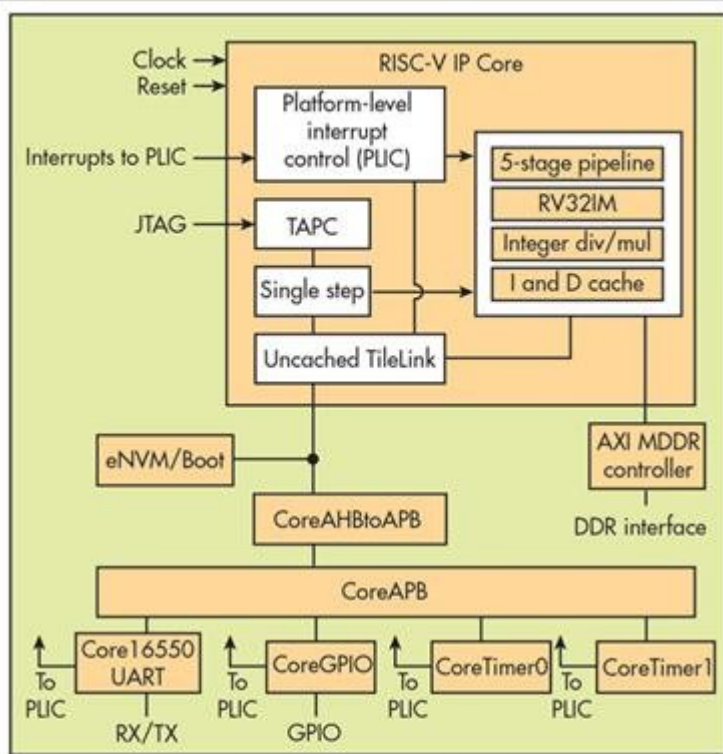 Clock
Reset
RISC-V IP Core
Platform-level
interrupt
control (PLIC)
Interrupts to PLIC
5-stage pipeline
RV32IM
Integer div/mul
I and D cache
JTAG
TAPC
Single step
Uncached TileLink
eNVM/Boot
AXI MDDR
controller
DDR interface
CoreAHBtoAPB
CoreAPB
Core16550
UART
To
PLIC
RX/TX
CoreGPIO
To
PLIC
GPIO
CoreTimer0
To
PLIC
CoreTimer1
To
PLIC